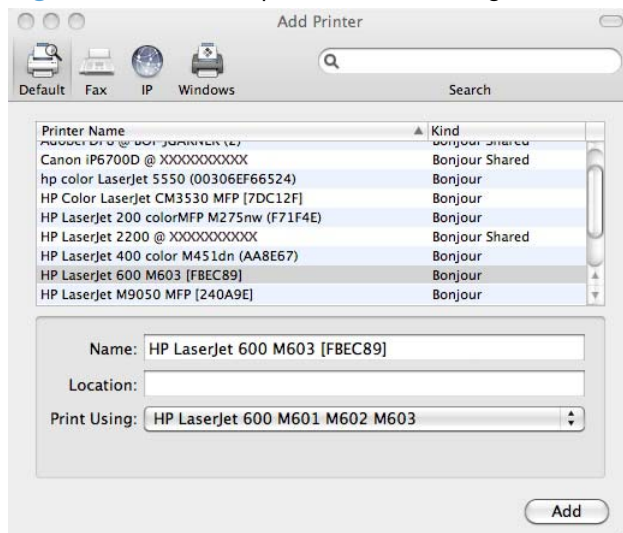 Add Printer
Default Fax IP Windows Search
Printer Name Kind
Bonjour Shared
Canon iP6700D @ XXXXXXXXXX Bonjour Shared
hp color LaserJet 5550 (00306EF66524) Bonjour
HP Color LaserJet CM3530 MFP [7DC12F] Bonjour
HP LaserJet 200 colorMFP M275nw (F71F4E) Bonjour
HP LaserJet 2200 @ XXXXXXXXXX Bonjour Shared
HP LaserJet 400 color M451dn (AA8E67) Bonjour
HP LaserJet 600 M603 [FBEC89] Bonjour
HP LaserJet M9050 MFP [240A9E] Bonjour
Name: HP LaserJet 600 M603 [FBEC89]
Location:
Print Using: HP LaserJet 600 M601 M602 M603
Add